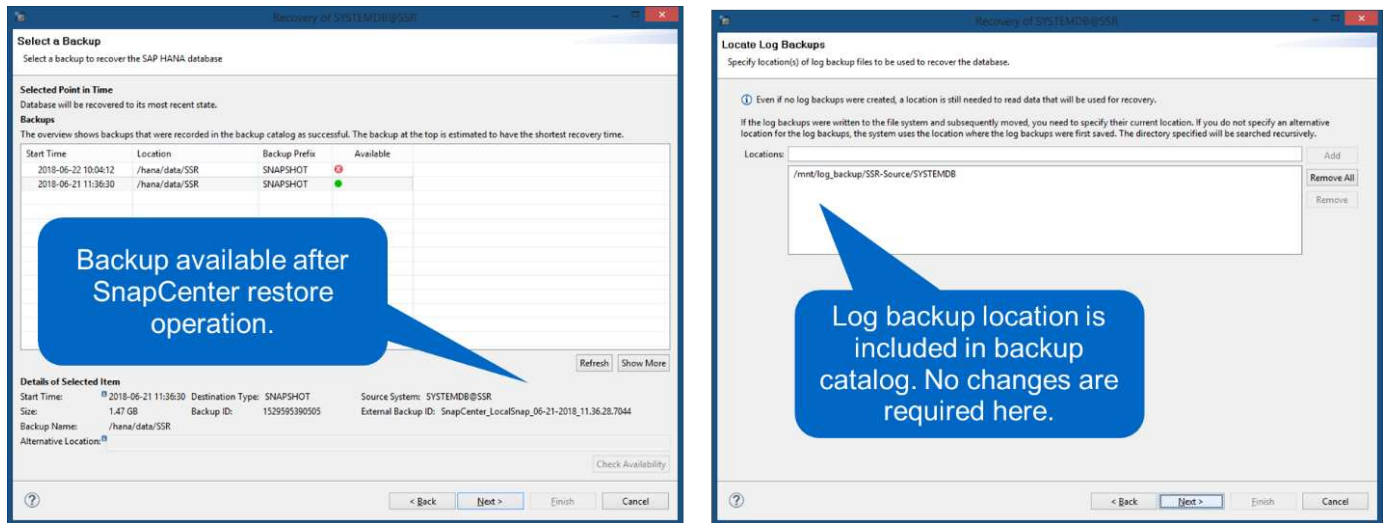 Recovery of SYSTEMDB@SSR
Select a Backup
Select a backup to recover the SAP HANA database
Selected Point in Time
Database will be recovered to its most recent state.
Backups
The overview shows backups that were recorded in the backup catalog as successful. The backup at the top is estimated to have the shortest recovery time.
Start Time Location Backup Prefix Available
2018-06-22 10:04:12 /hana/data/SSR SNAPSHOT
2018-06-21 11:36:30 /hana/data/SSR SNAPSHOT
Backup available after
SnapCenter restore
operation.
Refresh Show More
Details of Selected Item
Start Time: 2018-06-21 11:36:30 Destination Type: SNAPSHOT Source System: SYSTEMDB@SSR
Size: 1.47 GB Backup ID: 1529595390505 External Backup ID: SnapCenter_LocalSnap_06-21-2018_11.36.28.7044
Backup Name: /hana/data/SSR
Alternative Location:
Check Availability
< Back Next > Finish Cancel
Recovery of SYSTEMDB@SSR
Locate Log Backups
Specify location(s) of log backup files to be used to recover the database.
Even if no log backups were created, a location is still needed to read data that will be used for recovery.
If the log backups were written to the file system and subsequently moved, you need to specify their current location. If you do not specify an alternative
location for the log backups, the system uses the location where the log backups were first saved. The directory specified will be searched recursively.
Locations: Add
/mnt/log_backup/SSR-Source/SYSTEMDB
Remove All
Remove
Log backup location is
included in backup
catalog. No changes are
required here.
< Back Next > Finish Cancel